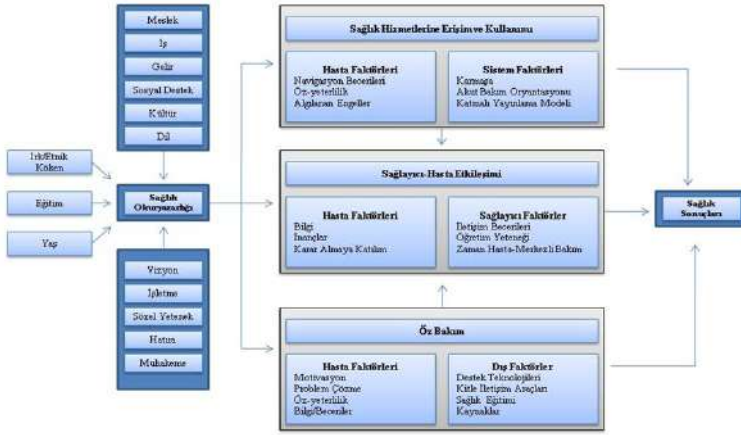 Meslek
İş
Gelir
Sosyal Destek
Kültür
Dil
Irk/Etnik
Köken
Eğitim
Yaş
Sağlık
Okuryazarlığı
Vizyon
İşletme
Sözel Yetenek
Hatıra
Muhakeme
Sağlık Hizmetlerine Erişim ve Kullanımı
Hasta Faktörleri
Navigasyon Becerileri
Öz-yeterlilik
Algılanan Engeller
Sistem Faktörleri
Karmaşa
Akut Bakım Oryantasyonu
Katmalı Yayınlama Modeli
Sağlayıcı-Hasta Etkileşimi
Hasta Faktörleri
Bilgi
İnançlar
Karar Almaya Katılım
Sağlayıcı Faktörler
İletişim Becerileri
Öğretim Yeteneği
Zaman Hasta-Merkezli Bakım
Öz Bakım
Hasta Faktörleri
Motivasyon
Problem Çözme
Öz-yeterlilik
Bilgi/Beceriler
Dış Faktörler
Destek Teknolojileri
Kitle İletişim Araçları
Sağlık Eğitimi
Kaynaklar
Sağlık
Sonuçları